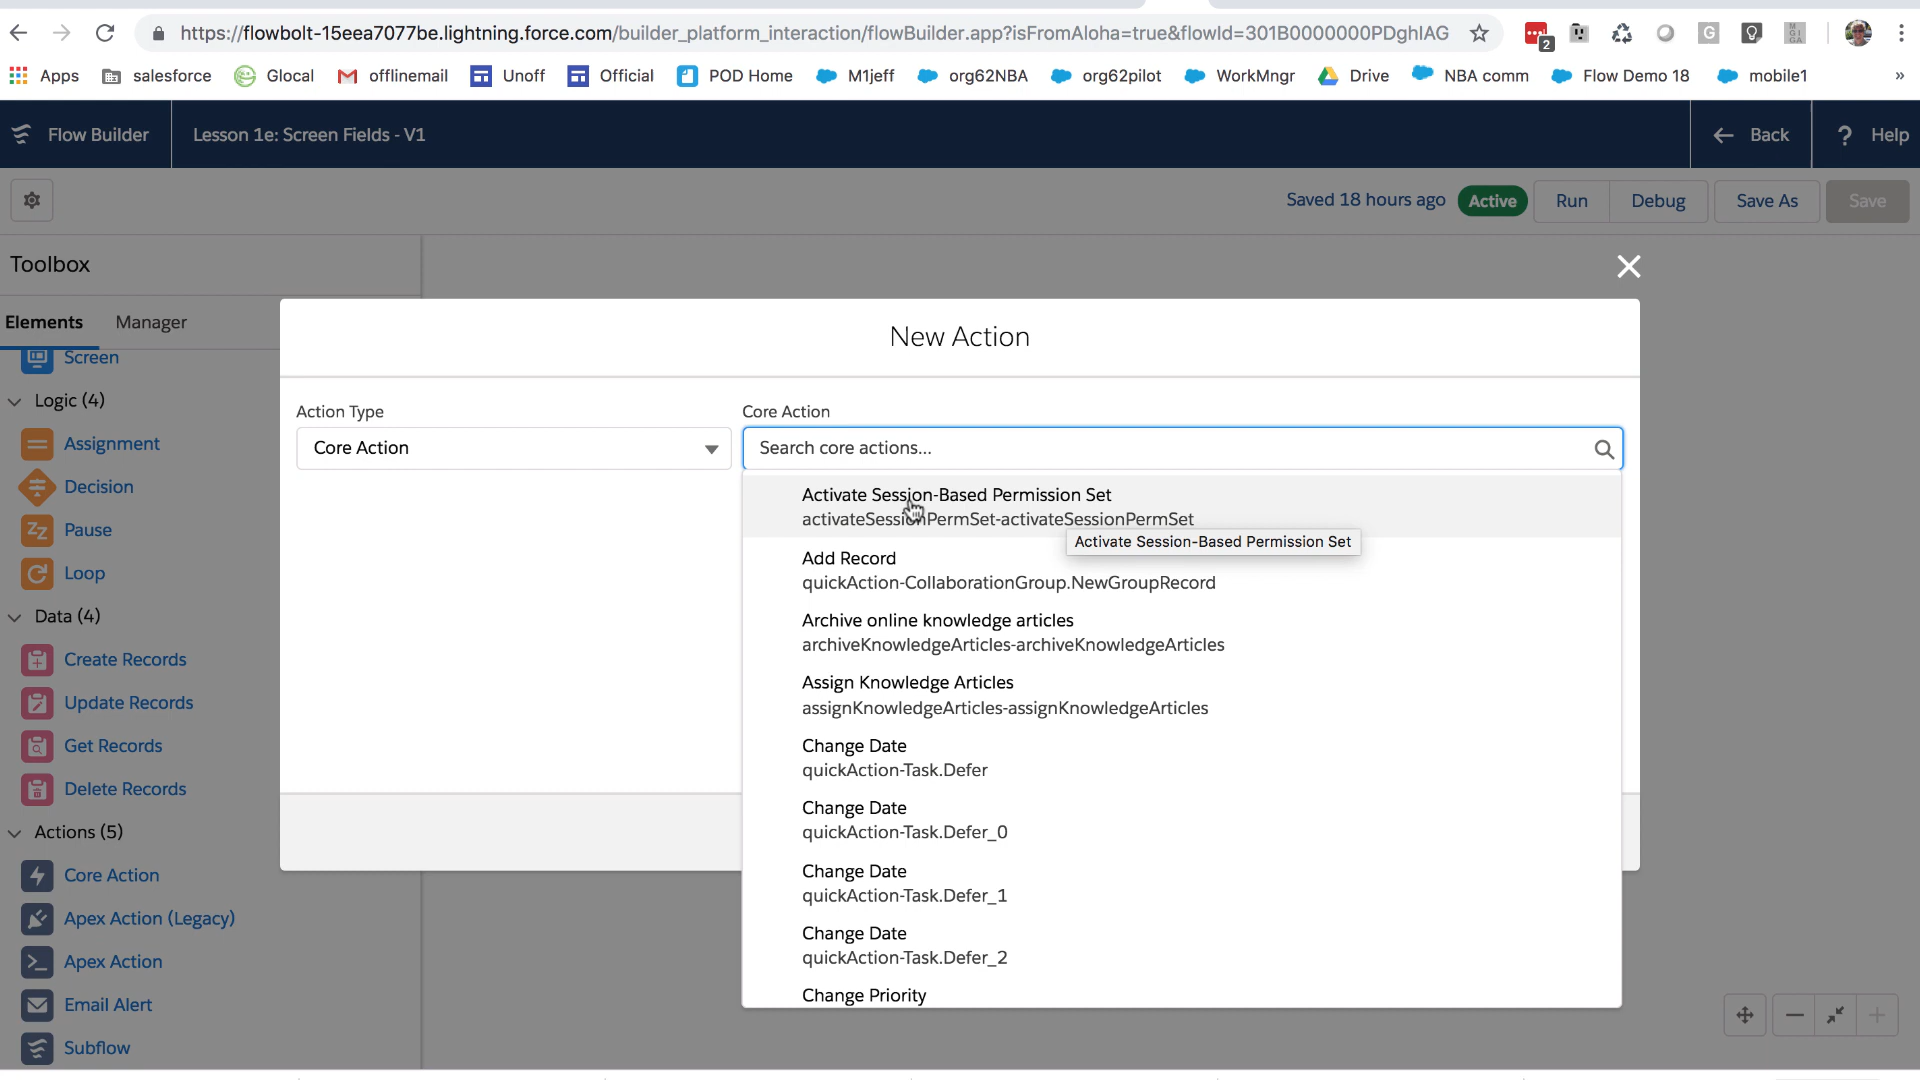 https://flowbolt-15eea7077be.lightning.force.com/builder_platform_interaction/flowBuilder.app?isFromAloha=true&flowId=301B0000000PDghIAG
2
G
Apps
salesforce
Glocal
offlinemail
Unoff
Official
POD Home
M1jeff
org62NBA
org62pilot
WorkMngr
Drive
NBA comm
Flow Demo 18
mobile1
»
Flow Builder
Lesson 1e: Screen Fields - V1
Back
? Help
Saved 18 hours ago
Active
Run
Debug
Save As
Save
Toolbox
Elements
Manager
Screen
Logic (4)
Assignment
Decision
Pause
Loop
Data (4)
Create Records
Update Records
Get Records
Delete Records
Actions (5)
Core Action
Apex Action (Legacy)
Apex Action
Email Alert
Subflow
New Action
Action Type
Core Action
Core Action
Search core actions...
Activate Session-Based Permission Set
activateSessionPermSet-activateSessionPermSet
Activate Session-Based Permission Set
Add Record
quickAction-CollaborationGroup.NewGroupRecord
Archive online knowledge articles
archiveKnowledgeArticles-archiveKnowledgeArticles
Assign Knowledge Articles
assignKnowledgeArticles-assignKnowledgeArticles
Change Date
quickAction-Task.Defer
Change Date
quickAction-Task.Defer_0
Change Date
quickAction-Task.Defer_1
Change Date
quickAction-Task.Defer_2
Change Priority